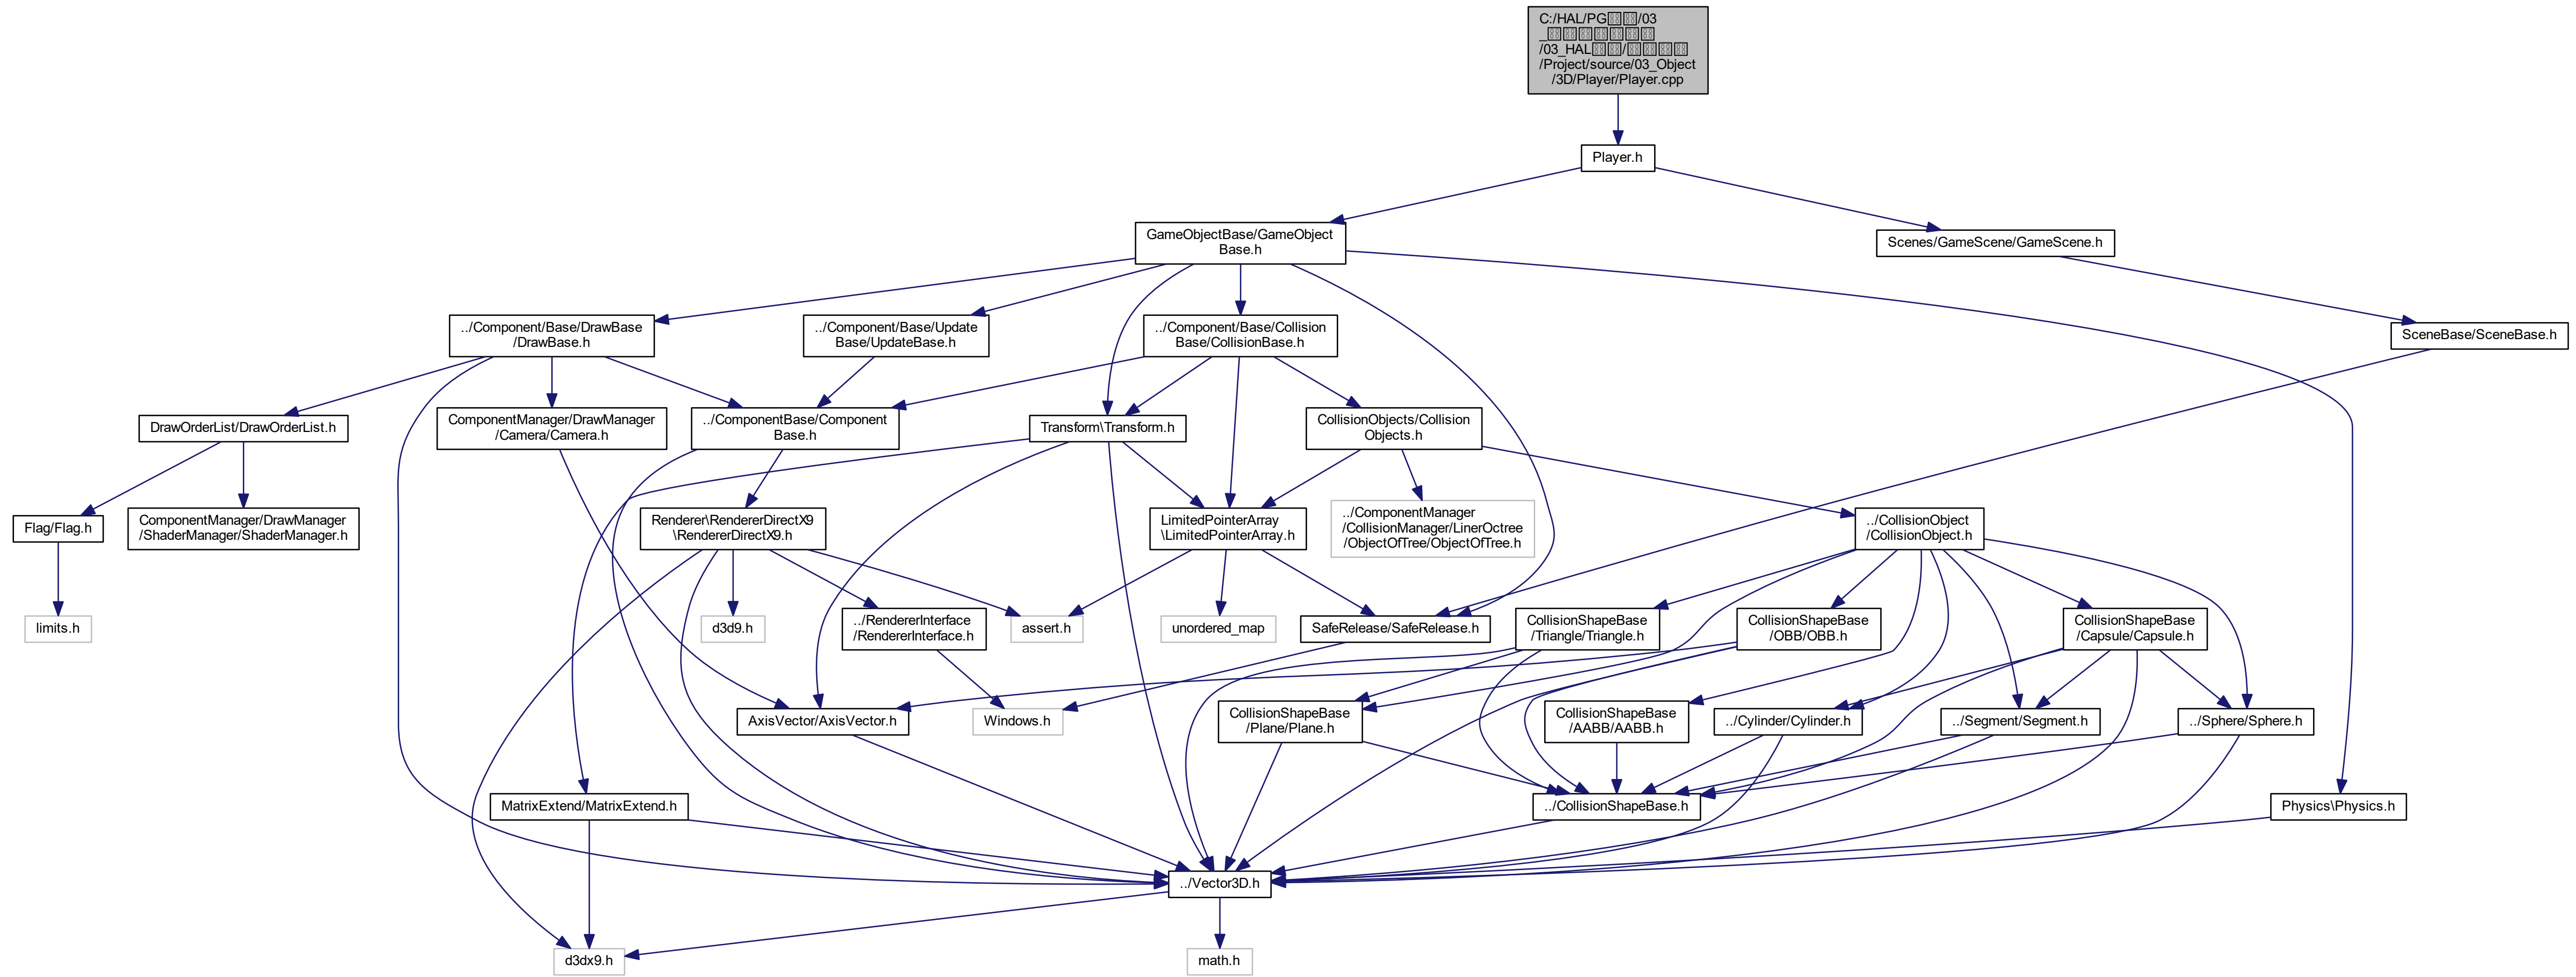 C:/HAL/PG /03
_
/03_HAL /
/Project/source/03_Object
/3D/Player/Player.cpp
Player.h
GameObjectBase/GameObject
Base.h
Scenes/GameScene/GameScene.h
../Component/Base/DrawBase
/DrawBase.h
../Component/Base/Update
Base/UpdateBase.h
../Component/Base/Collision
Base/CollisionBase.h
SceneBase/SceneBase.h
DrawOrderList/DrawOrderList.h
ComponentManager/DrawManager
/Camera/Camera.h
../ComponentBase/Component
Base.h
Transform\Transform.h
CollisionObjects/Collision
Objects.h
Flag/Flag.h
ComponentManager/DrawManager
/ShaderManager/ShaderManager.h
Renderer\RendererDirectX9
\RendererDirectX9.h
LimitedPointerArray
\LimitedPointerArray.h
../ComponentManager
/CollisionManager/LinerOctree
/ObjectOfTree/ObjectOfTree.h
../CollisionObject
/CollisionObject.h
limits.h
d3d9.h
../RendererInterface
/RendererInterface.h
assert.h
unordered_map
SafeRelease/SafeRelease.h
CollisionShapeBase
/Triangle/Triangle.h
CollisionShapeBase
/OBB/OBB.h
CollisionShapeBase
/Capsule/Capsule.h
AxisVector/AxisVector.h
Windows.h
CollisionShapeBase
/Plane/Plane.h
CollisionShapeBase
/AABB/AABB.h
../Cylinder/Cylinder.h
../Segment/Segment.h
../Sphere/Sphere.h
MatrixExtend/MatrixExtend.h
../CollisionShapeBase.h
Physics\Physics.h
../Vector3D.h
d3dx9.h
math.h